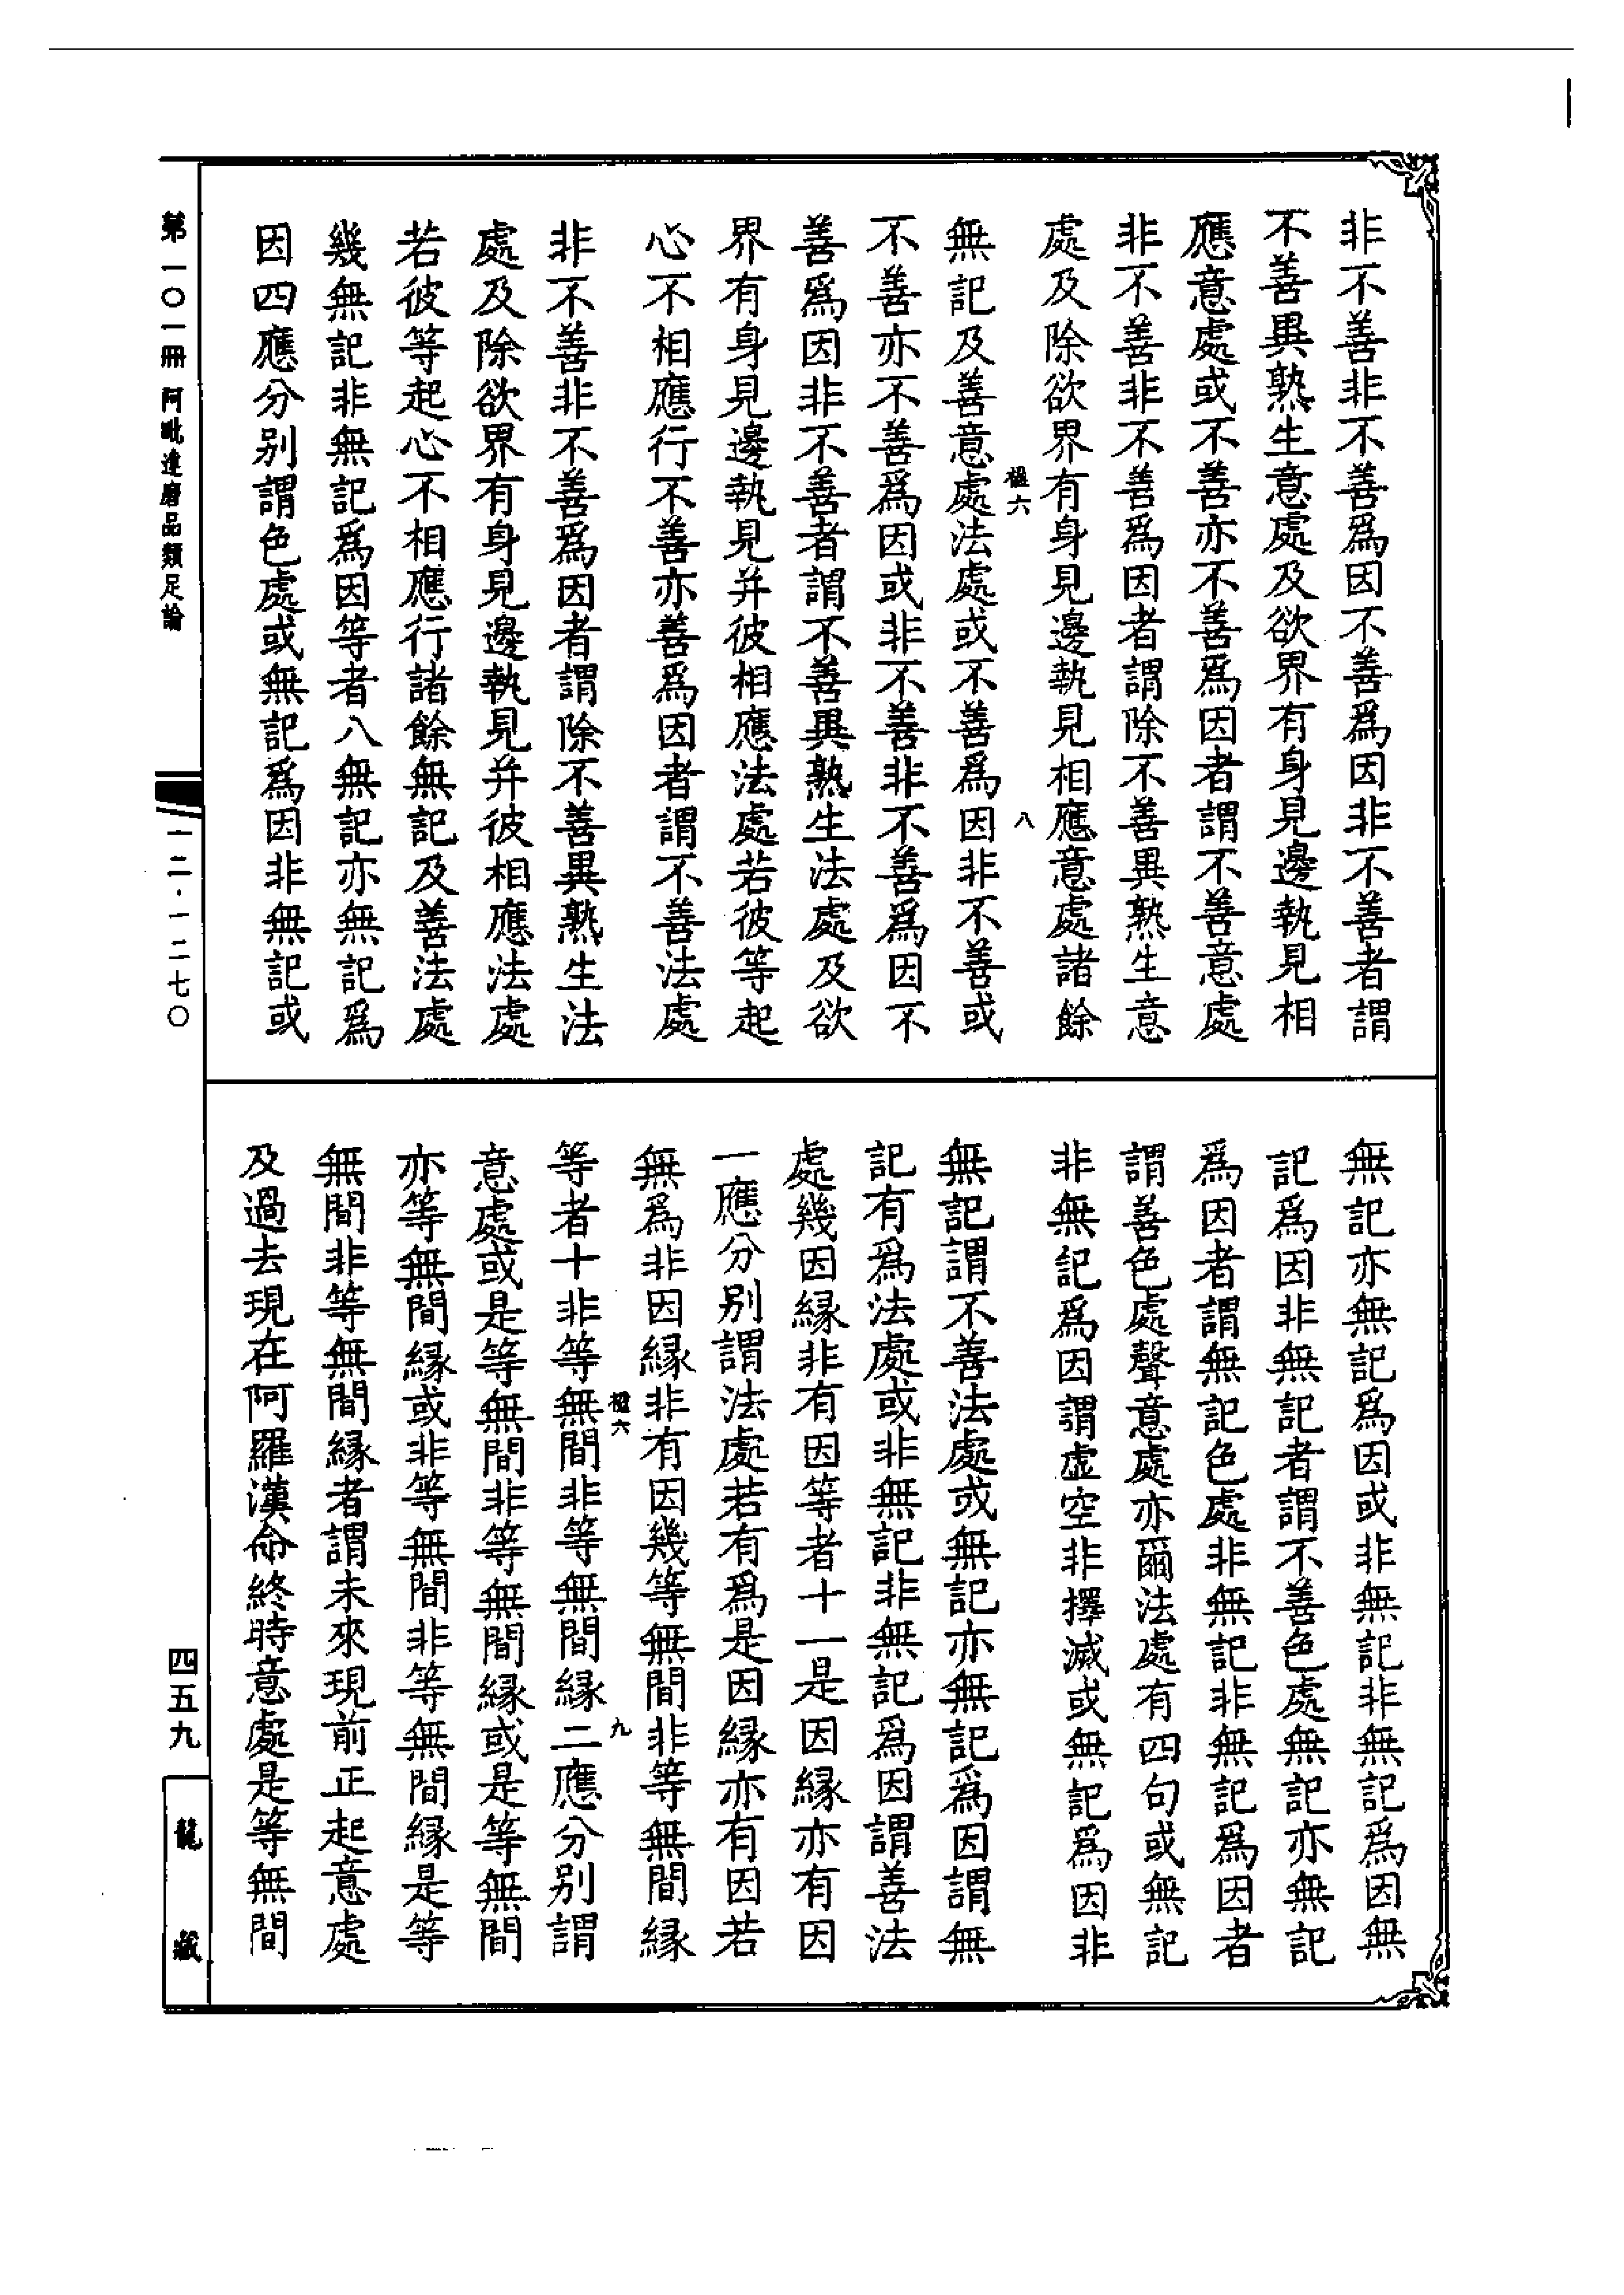 非不善非不善為因不善為因非不善者謂
不善異熟生意處及欲界有身見邊執見相
應意處或不善亦不善為因者謂不善意處
非不善非不善為因者謂除不善異熟生意
處及除欲界有身見邊執見相應意處諸餘
無記及善意處法處或不善為因非不善或
不善亦不善為因或非不善非不善為因不
善為因非不善者謂不善異熟生法處及欲
界有身見邊執見并彼相應法處若彼等起
心不相應行不善亦善為因者謂不善法處
非不善非不善為因者謂除不善異熟生法
處及除欲界有身見邊執見并彼相應法處
若彼等起心不相應行諸餘無記及善法處
幾無記非無記為因等者八無記亦無記為
因四應分別謂色處或無記為因非無記或
無記亦無記為因或非無記非無記為因無
記為因非無記者謂不善色處無記亦無記
為因者謂無記色處非無記非無記為因者
謂善色處聲意處亦爾法處有四句或無記
非無記為因謂虛空非擇滅或無記為因非
無記謂不善法處或無記亦無記為因謂無
記有為法處或非無記非無記為因謂善法
處幾因緣非有因等者十一是因緣亦有因
一應分別謂法處若有為是因緣亦有因若
無為非因緣非有因幾等無間非等無間緣
等者十非等無間非等無間緣二應分別謂
意處或是等無間非等無間緣或是等無間
亦等無間緣或非等無間非等無間緣是等
無間非等無間緣者謂未來現前正起意處
及過去現在阿羅漢命終時意處是等無間
楹六
八
楹六
九
第一〇一冊 阿毗達磨品類足論
一二·一二七〇
四五九
龍藏